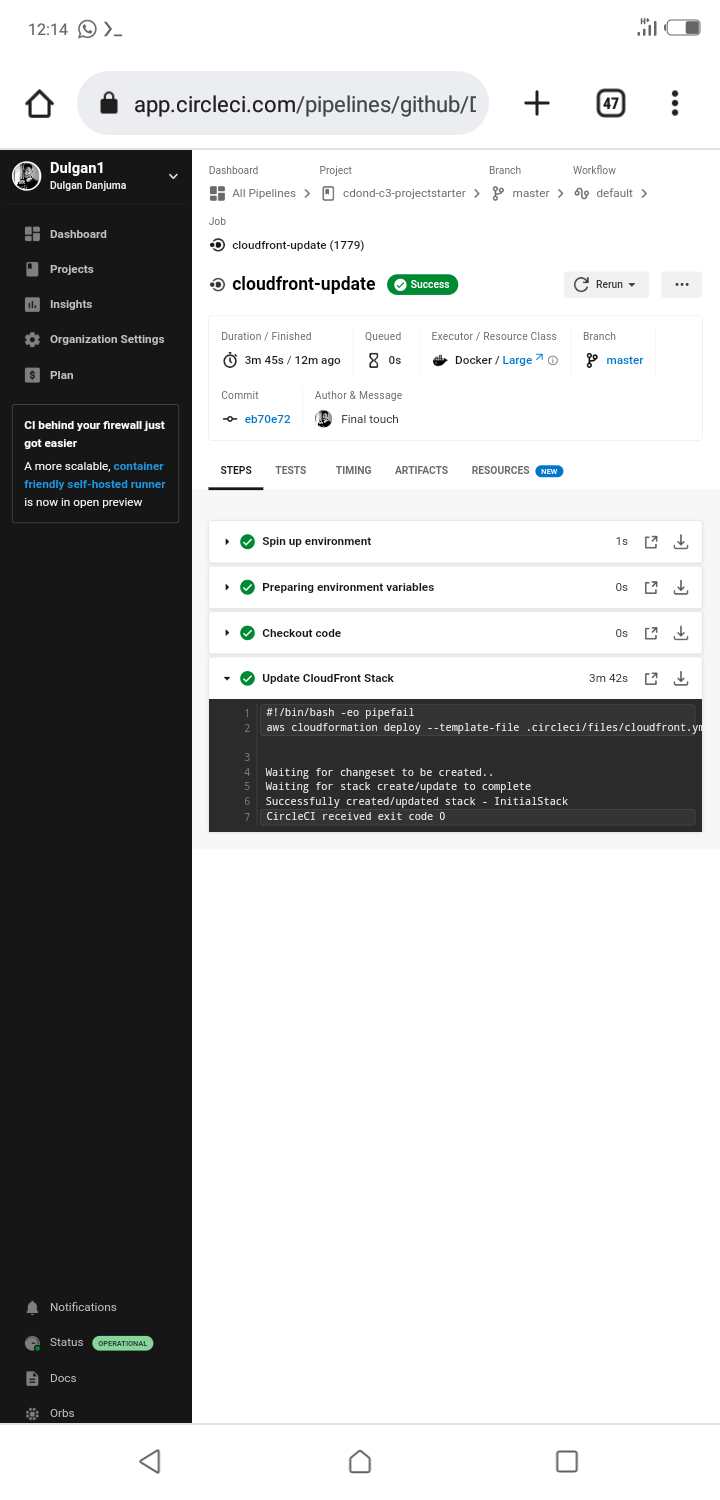 12:14
H+
app.circleci.com/pipelines/github/D
47
Dulgan1
Dulgan Danjuma
Dashboard
Projects
Insights
Organization Settings
Plan
CI behind your firewall just
got easier
A more scalable, container
friendly self-hosted runner
is now in open preview
Notifications
Status OPERATIONAL
Docs
Orbs
Dashboard Project Branch Workflow
All Pipelines cdond-c3-projectstarter master default
Job
cloudfront-update (1779)
cloudfront-update Success Rerun
Duration / Finished Queued Executor / Resource Class Branch
3m 45s / 12m ago 0s Docker / Large master
Commit Author & Message
eb70e72 Final touch
STEPS TESTS TIMING ARTIFACTS RESOURCES NEW
Spin up environment 1s
Preparing environment variables 0s
Checkout code 0s
Update CloudFront Stack 3m 42s
1 #!/bin/bash -eo pipefail
2 aws cloudformation deploy --template-file .circleci/files/cloudfront.ym
3
4 Waiting for changeset to be created..
5 Waiting for stack create/update to complete
6 Successfully created/updated stack - InitialStack
7 CircleCI received exit code 0